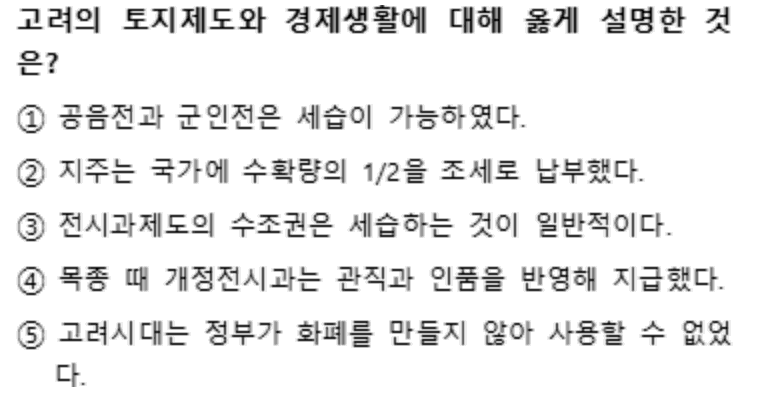 고려의 토지제도와 경제생활에 대해 옳게 설명한 것
은?
① 공음전과 군인전은 세습이 가능하였다.
② 지주는 국가에 수확량의 1/2을 조세로 납부했다.
③ 전시과제도의 수조권은 세습하는 것이 일반적이다.
④ 목종 때 개정전시과는 관직과 인품을 반영해 지급했다.
⑤ 고려시대는 정부가 화폐를 만들지 않아 사용할 수 없었
다.